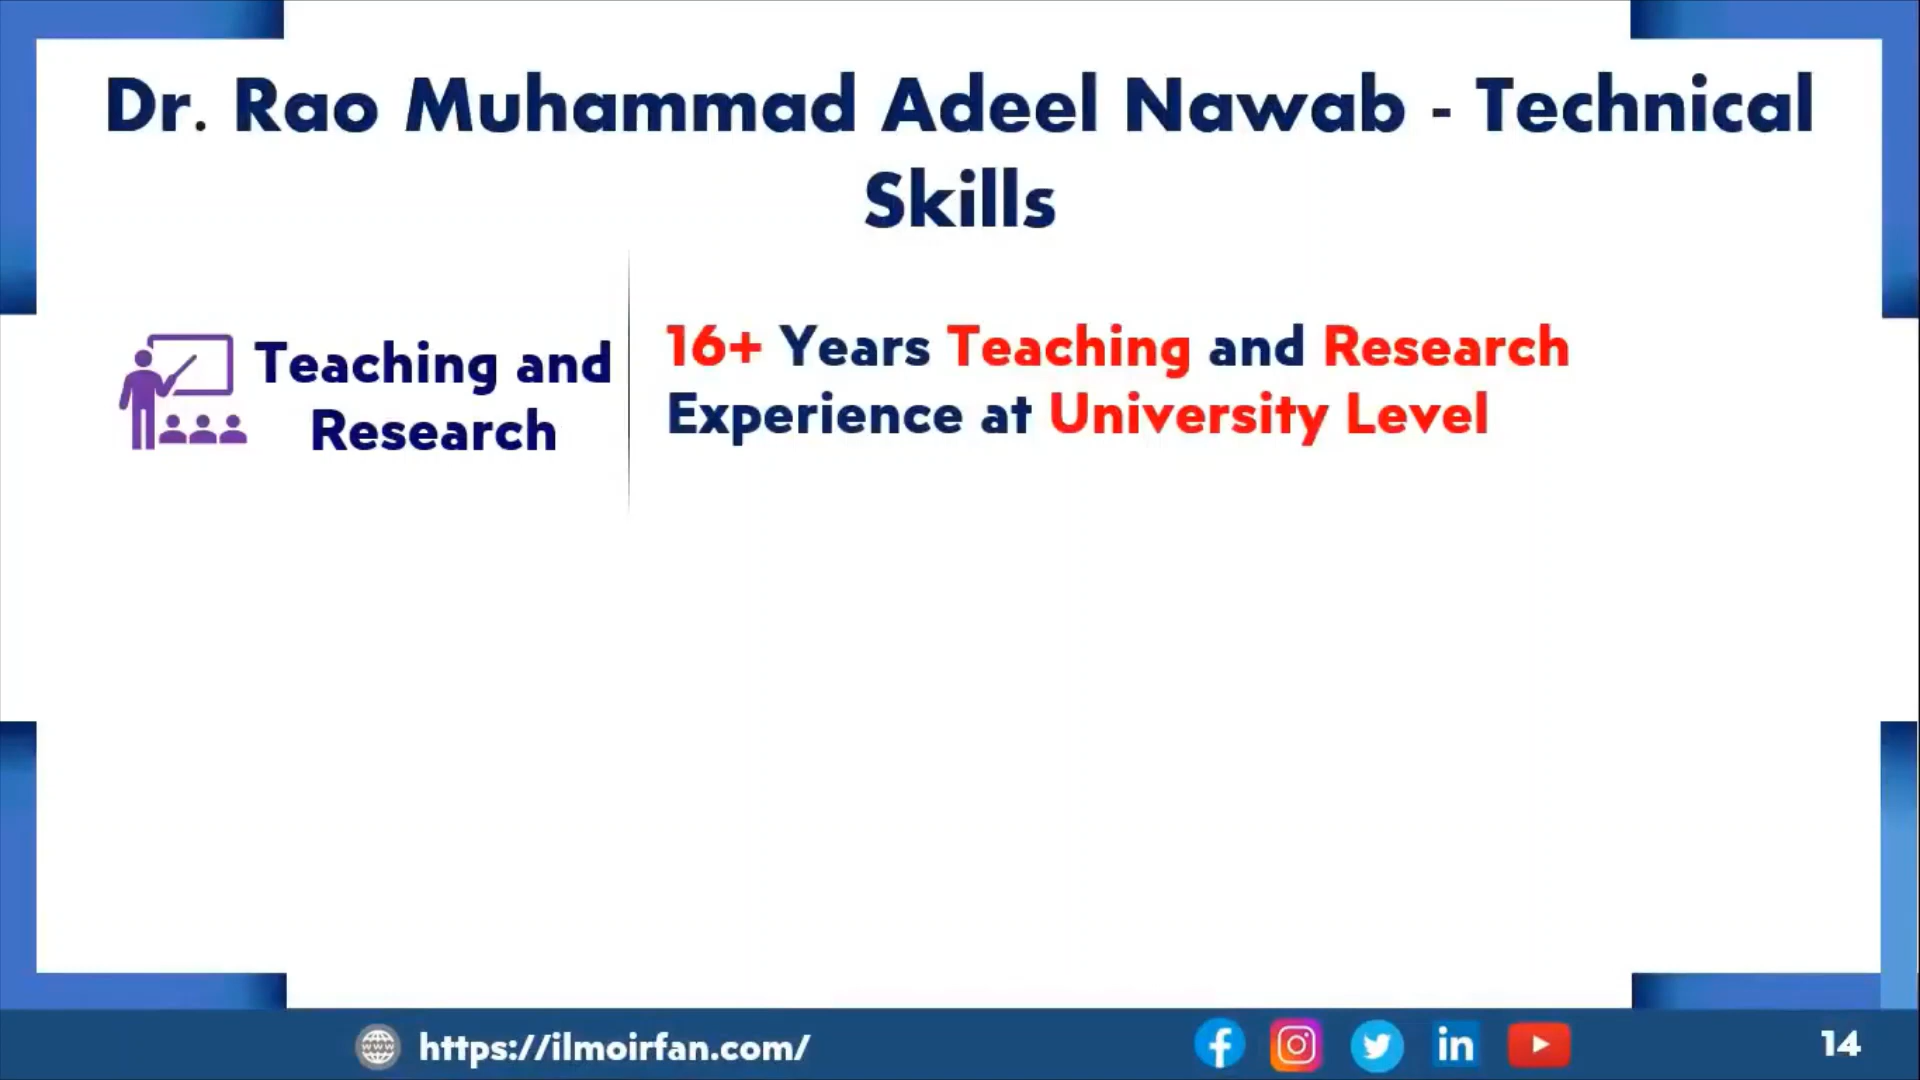 Dr. Rao Muhammad Adeel Nawab - Technical
Skills
Teaching and
Research
16+ Years Teaching and Research
Experience at University Level
https://ilmoirfan.com/
14